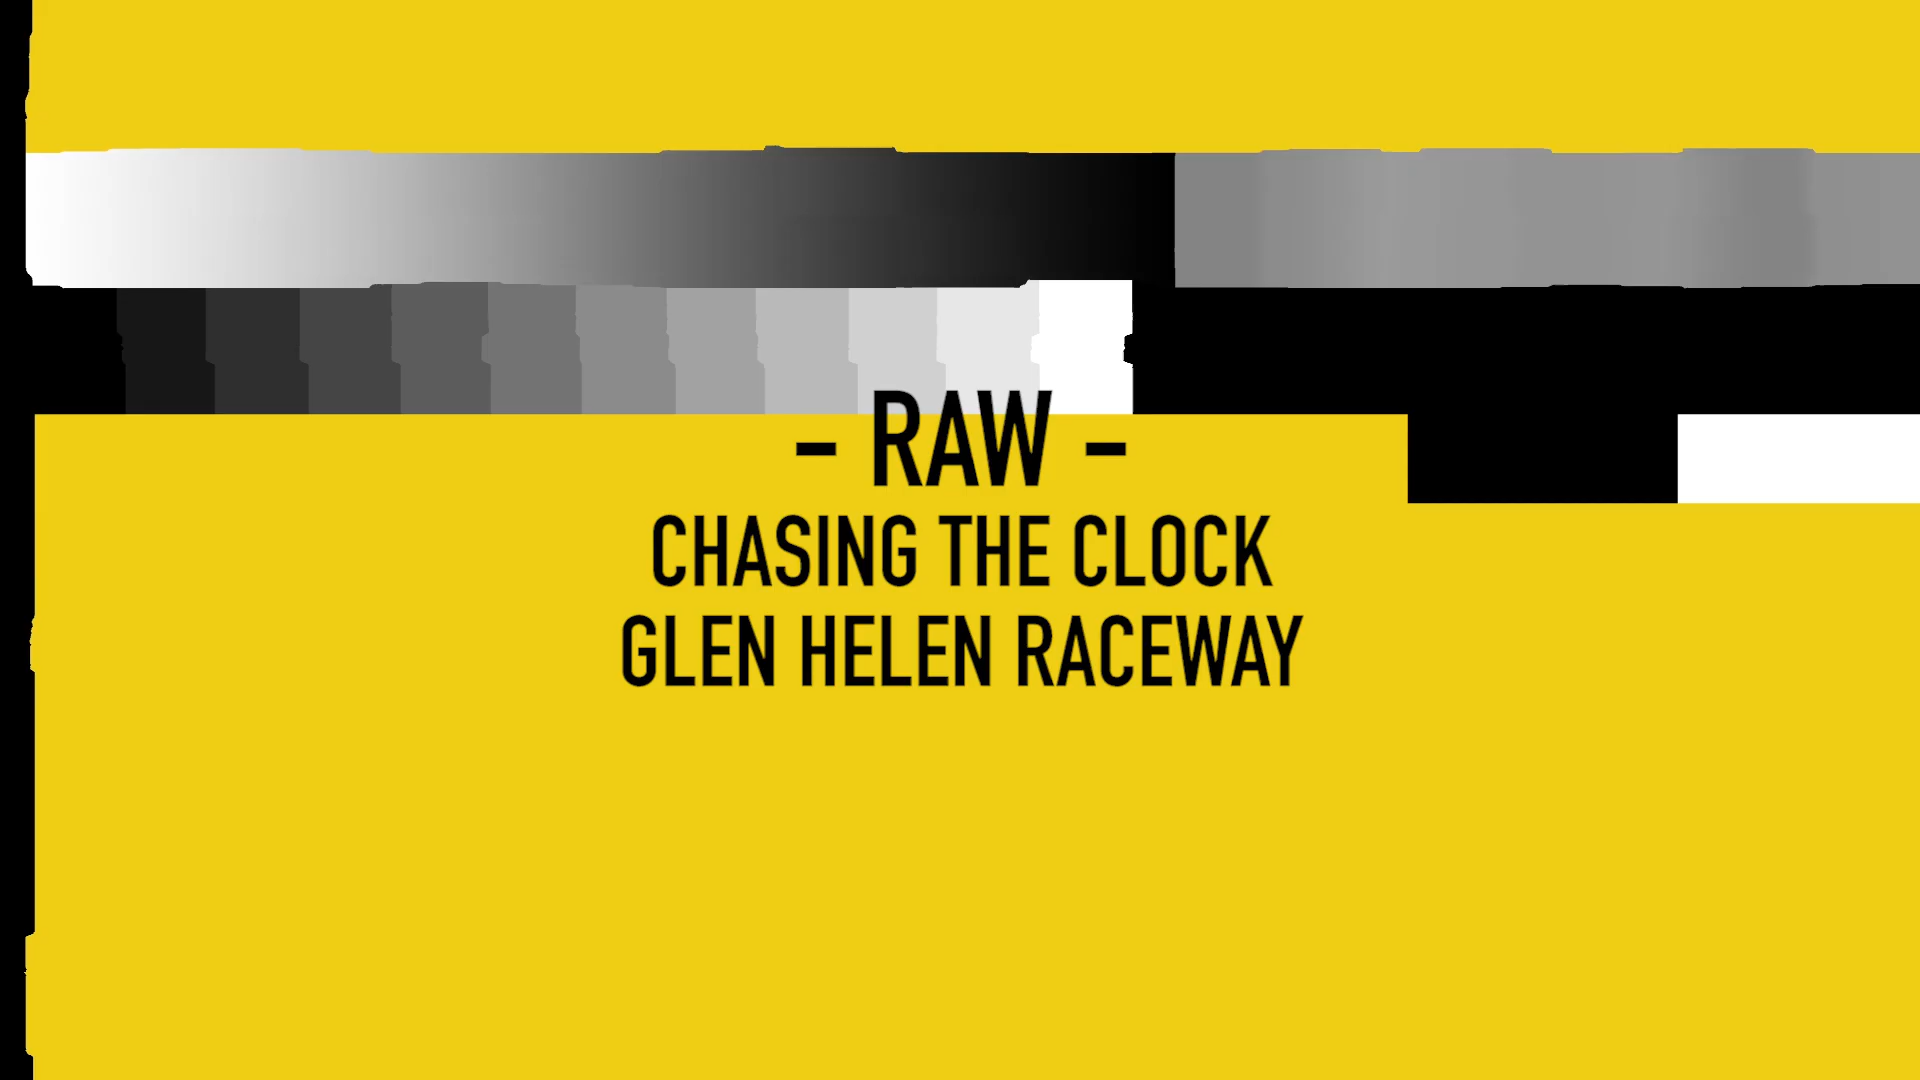 - RAW -
CHASING THE CLOCK
GLEN HELEN RACEWAY